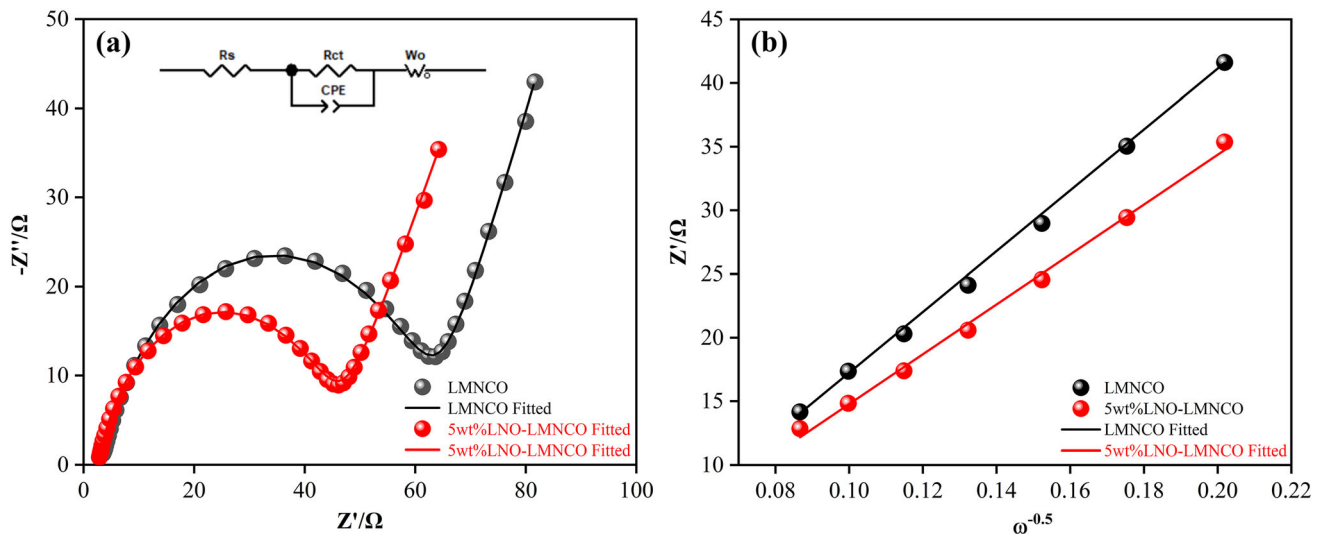 (a)
Rs
Rct
Wo
CPE
-Z''/Ω
50
40
30
20
10
0
0 20 40 60 80 100
Z'/Ω
LMNCO
LMNCO Fitted
5wt%LNO-LMNCO Fitted
5wt%LNO-LMNCO Fitted
(b)
Z'/Ω
45
40
35
30
25
20
15
10
0.08 0.10 0.12 0.14 0.16 0.18 0.20 0.22
ω-0.5
LMNCO
5wt%LNO-LMNCO
LMNCO Fitted
5wt%LNO-LMNCO Fitted